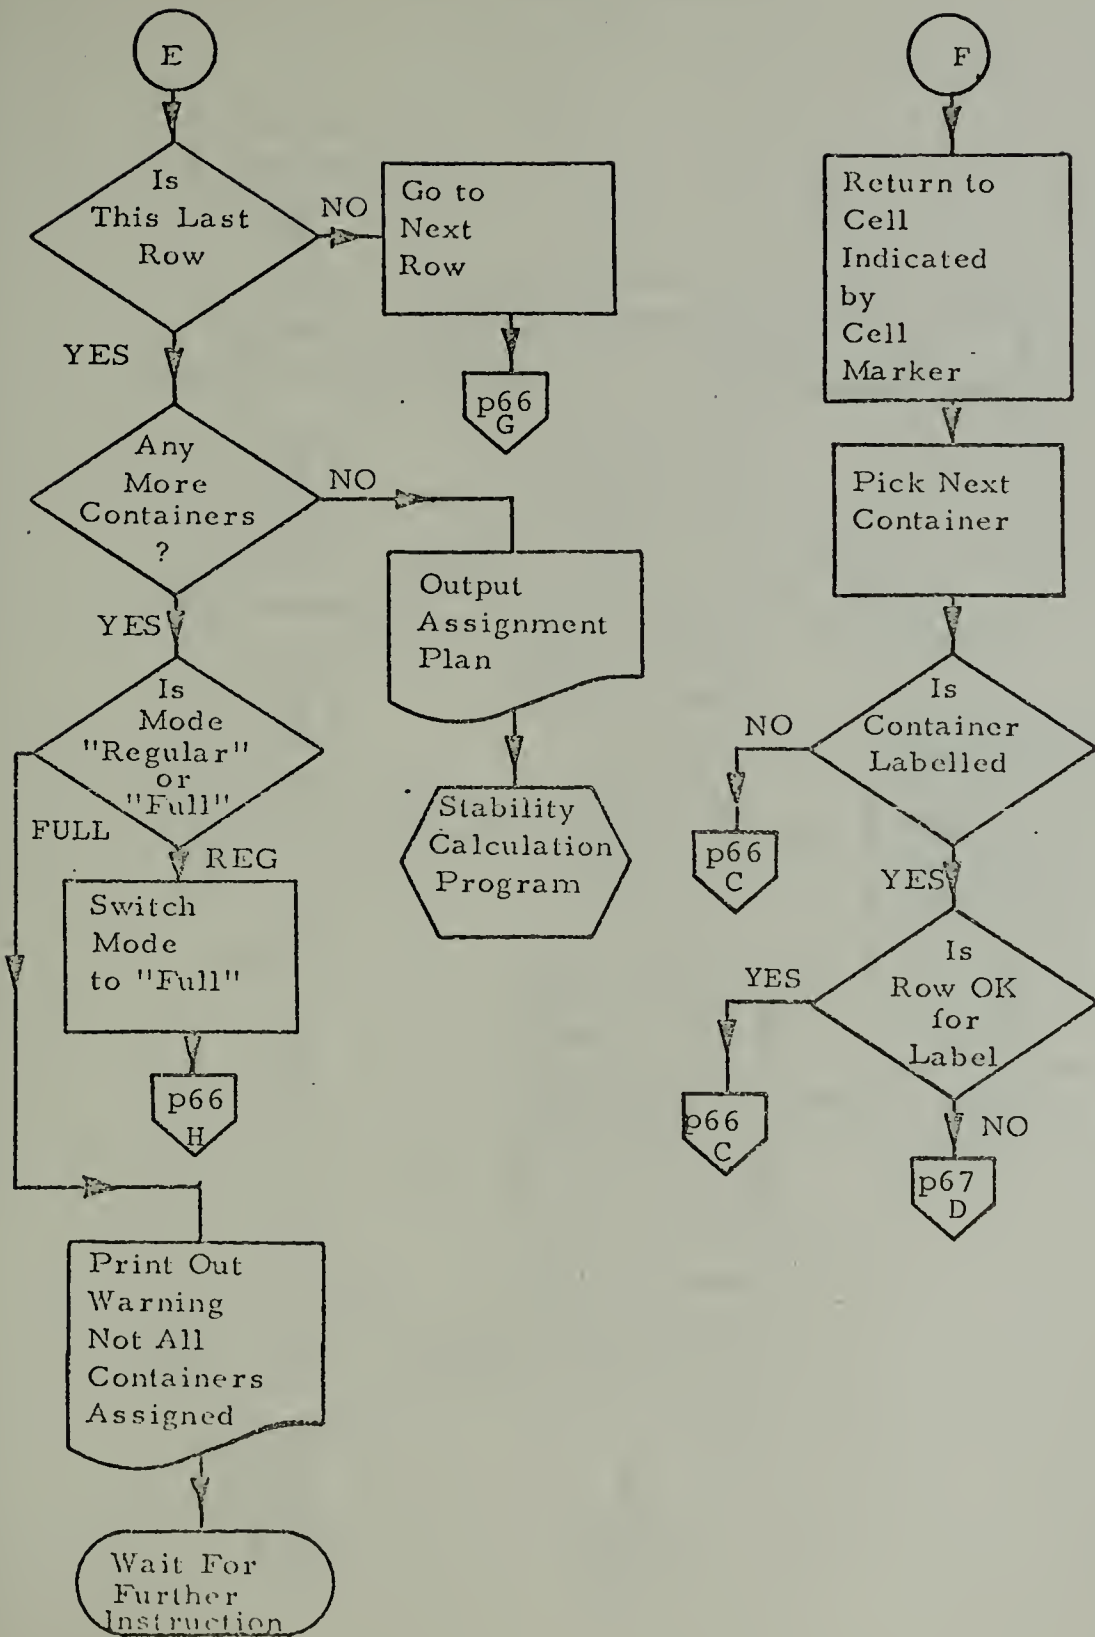 E
Is
This Last
Row
NO
Go to
Next
Row
YES
p66
G
Any
More
Containers
?
NO
Output
Assignment
Plan
Stability
Calculation
Program
YES
Is
Mode
"Regular"
or
"Full"
FULL
REG
Switch
Mode
to "Full"
p66
H
Print Out
Warning
Not All
Containers
Assigned
Wait For
Further
Instruction
F
Return to
Cell
Indicated
by
Cell
Marker
Pick Next
Container
Is
Container
Labelled
NO
p66
C
YES
Is
Row OK
for
Label
YES
p66
C
NO
p67
D